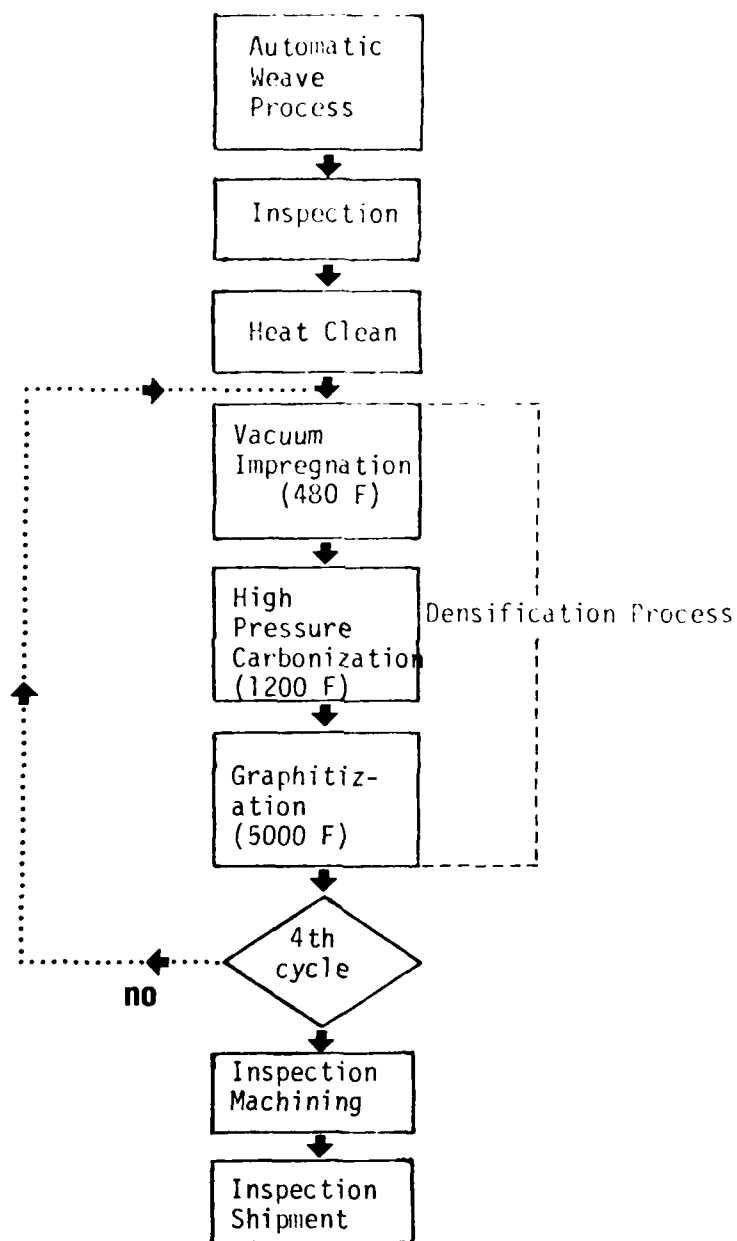 Automatic
Weave
Process
Inspection
Heat Clean
Vacuum
Impregnation
(480 F)
High
Pressure
Carbonization
(1200 F)
Densification Process
Graphitiz-
ation
(5000 F)
4th
cycle
no
Inspection
Machining
Inspection
Shipment